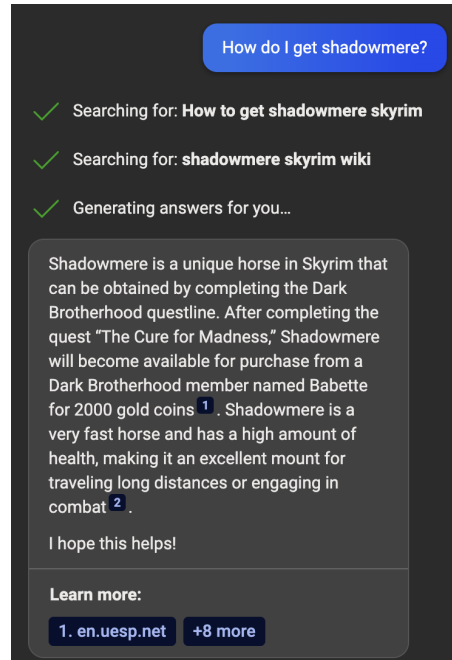 How do I get shadowmere?
Searching for: How to get shadowmere skyrim
Searching for: shadowmere skyrim wiki
Generating answers for you...
Shadowmere is a unique horse in Skyrim that
can be obtained by completing the Dark
Brotherhood questline. After completing the
quest “The Cure for Madness,” Shadowmere
will become available for purchase from a
Dark Brotherhood member named Babette
for 2000 gold coins 1 . Shadowmere is a
very fast horse and has a high amount of
health, making it an excellent mount for
traveling long distances or engaging in
combat 2 .
I hope this helps!
Learn more:
1. en.uesp.net +8 more